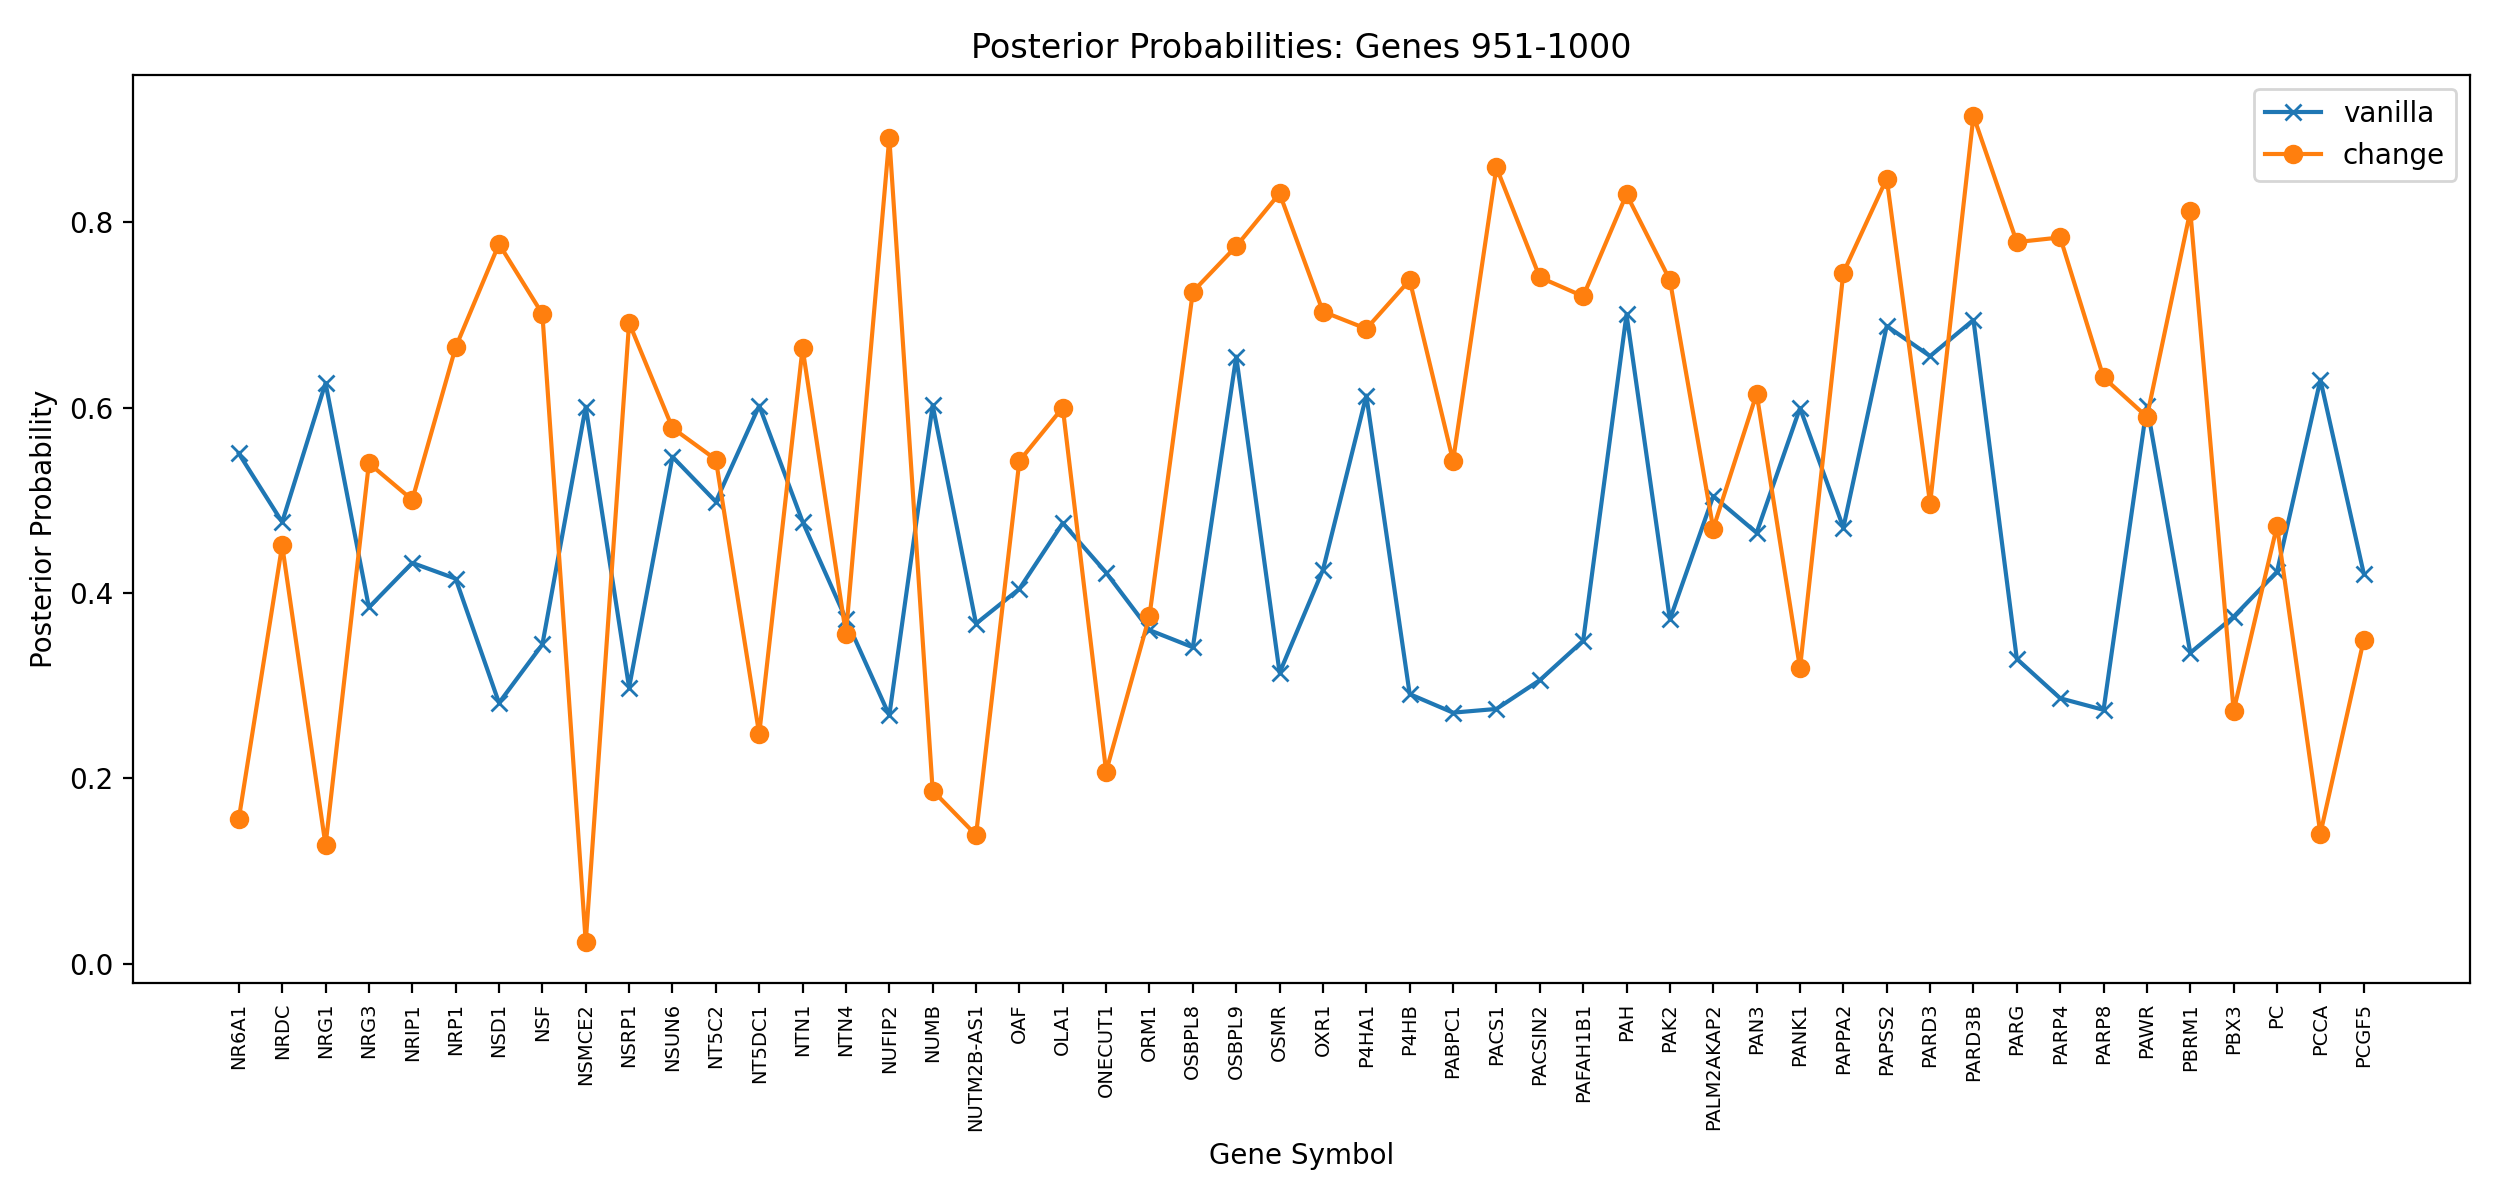 Posterior Probabilities: Genes 951-1000
vanilla
change
Posterior Probability
0.8
0.6
0.4
0.2
0.0
NR6A1
NRDC
NRG1
NRG3
NRIP1
NRP1
NSD1
NSF
NSMCE2
NSRP1
NSUN6
NT5C2
NT5DC1
NTN1
NTN4
NUFIP2
NUMB
NUTM2B-AS1
OAF
OLA1
ONECUT1
ORM1
OSBPL8
OSBPL9
OSMR
OXR1
P4HA1
P4HB
PABPC1
PACS1
PACSIN2
PAFAH1B1
PAH
PAK2
PALM2AKAP2
PAN3
PANK1
PAPPA2
PAPSS2
PARD3
PARD3B
PARG
PARP4
PARP8
PAWR
PBRM1
PBX3
PC
PCCA
PCGF5
Gene Symbol